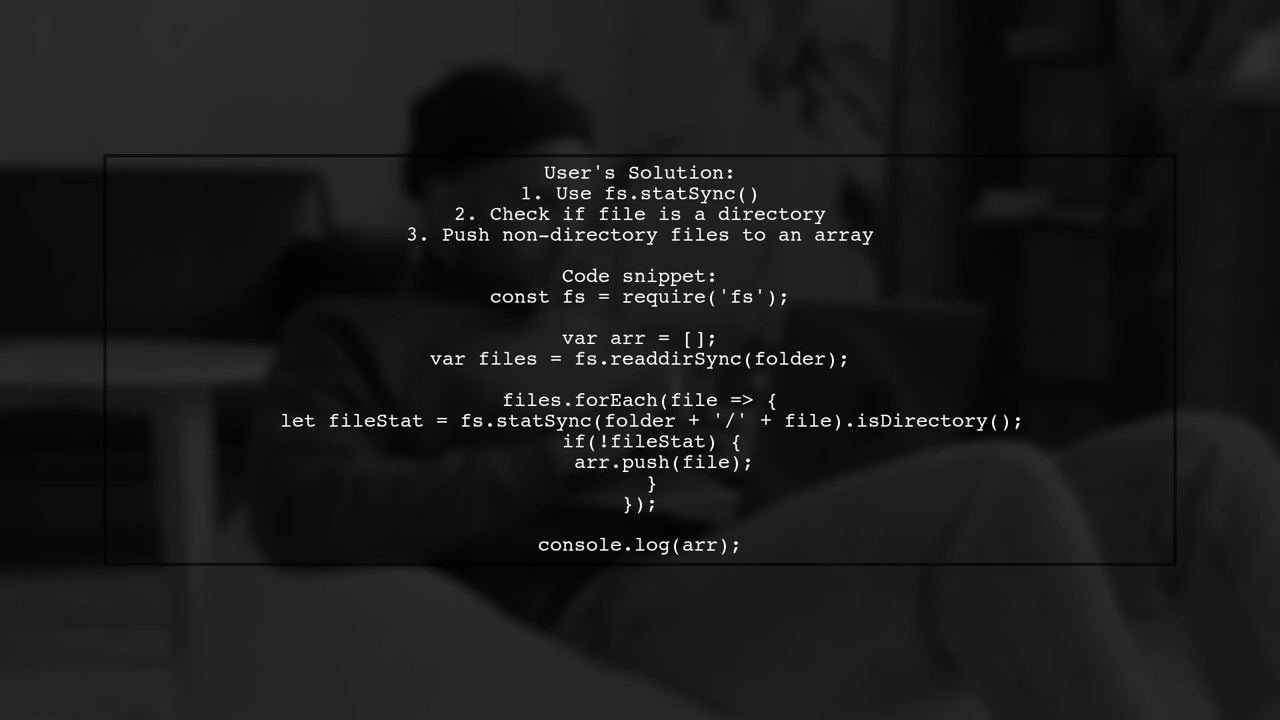 User's Solution:
1. Use fs.statSync()
2. Check if file is a directory
3. Push non-directory files to an array
Code snippet:
const fs = require('fs');
var arr = [];
var files = fs.readdirSync(folder);
files.forEach(file => {
let fileStat = fs.statSync(folder + '/' + file).isDirectory();
if(!fileStat) {
arr.push(file);
}
});
console.log(arr);